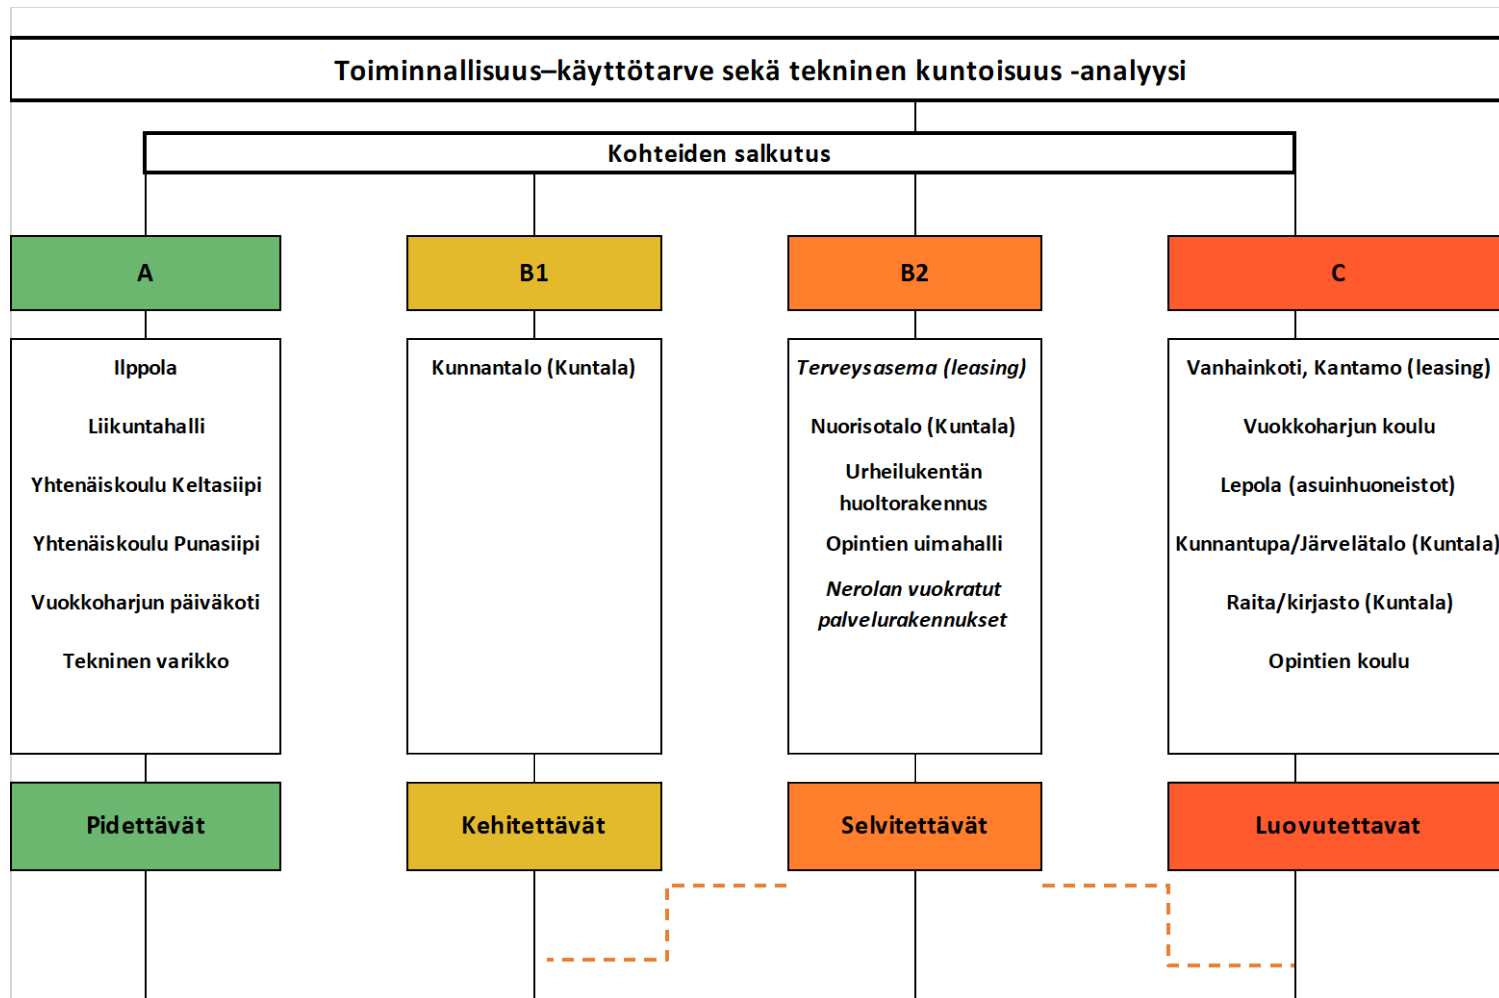 Toiminnallisuus–käyttötarve sekä tekninen kuntoisuus -analyysi
Kohteiden salkutus
A
B1
B2
C
Ilppola
Liikuntahalli
Yhtenäiskoulu Keltasiipi
Yhtenäiskoulu Punasiipi
Vuokkoharjun päiväkoti
Tekninen varikko
Kunnantalo (Kuntala)
Terveysasema (leasing)
Nuorisotalo (Kuntala)
Urheilukentän
huoltorakennus
Opintien uimahalli
Nerolan vuokratut
palvelurakennukset
Vanhainkoti, Kantamo (leasing)
Vuokkoharjun koulu
Lepola (asuinhuoneistot)
Kunnantupa/Järvelätalo (Kuntala)
Raita/kirjasto (Kuntala)
Opintien koulu
Pidettävät
Kehitettävät
Selvitettävät
Luovutettavat